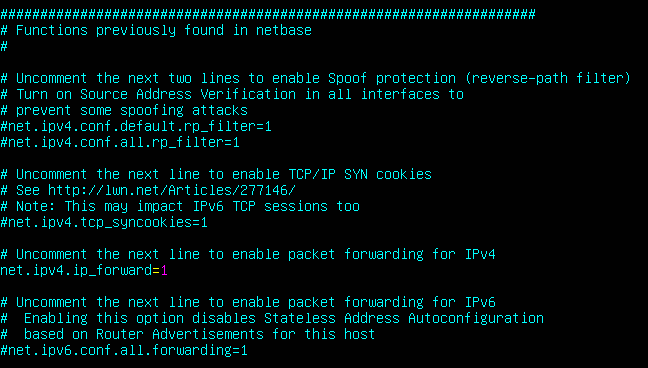 ###################################################################
# Functions previously found in netbase
#
# Uncomment the next two lines to enable Spoof protection (reverse-path filter)
# Turn on Source Address Verification in all interfaces to
# prevent some spoofing attacks
#net.ipv4.conf.default.rp_filter=1
#net.ipv4.conf.all.rp_filter=1
# Uncomment the next line to enable TCP/IP SYN cookies
# See http://lwn.net/Articles/277146/
# Note: This may impact IPv6 TCP sessions too
#net.ipv4.tcp_syncookies=1
# Uncomment the next line to enable packet forwarding for IPv4
net.ipv4.ip_forward=1
# Uncomment the next line to enable packet forwarding for IPv6
#  Enabling this option disables Stateless Address Autoconfiguration
#  based on Router Advertisements for this host
#net.ipv6.conf.all.forwarding=1